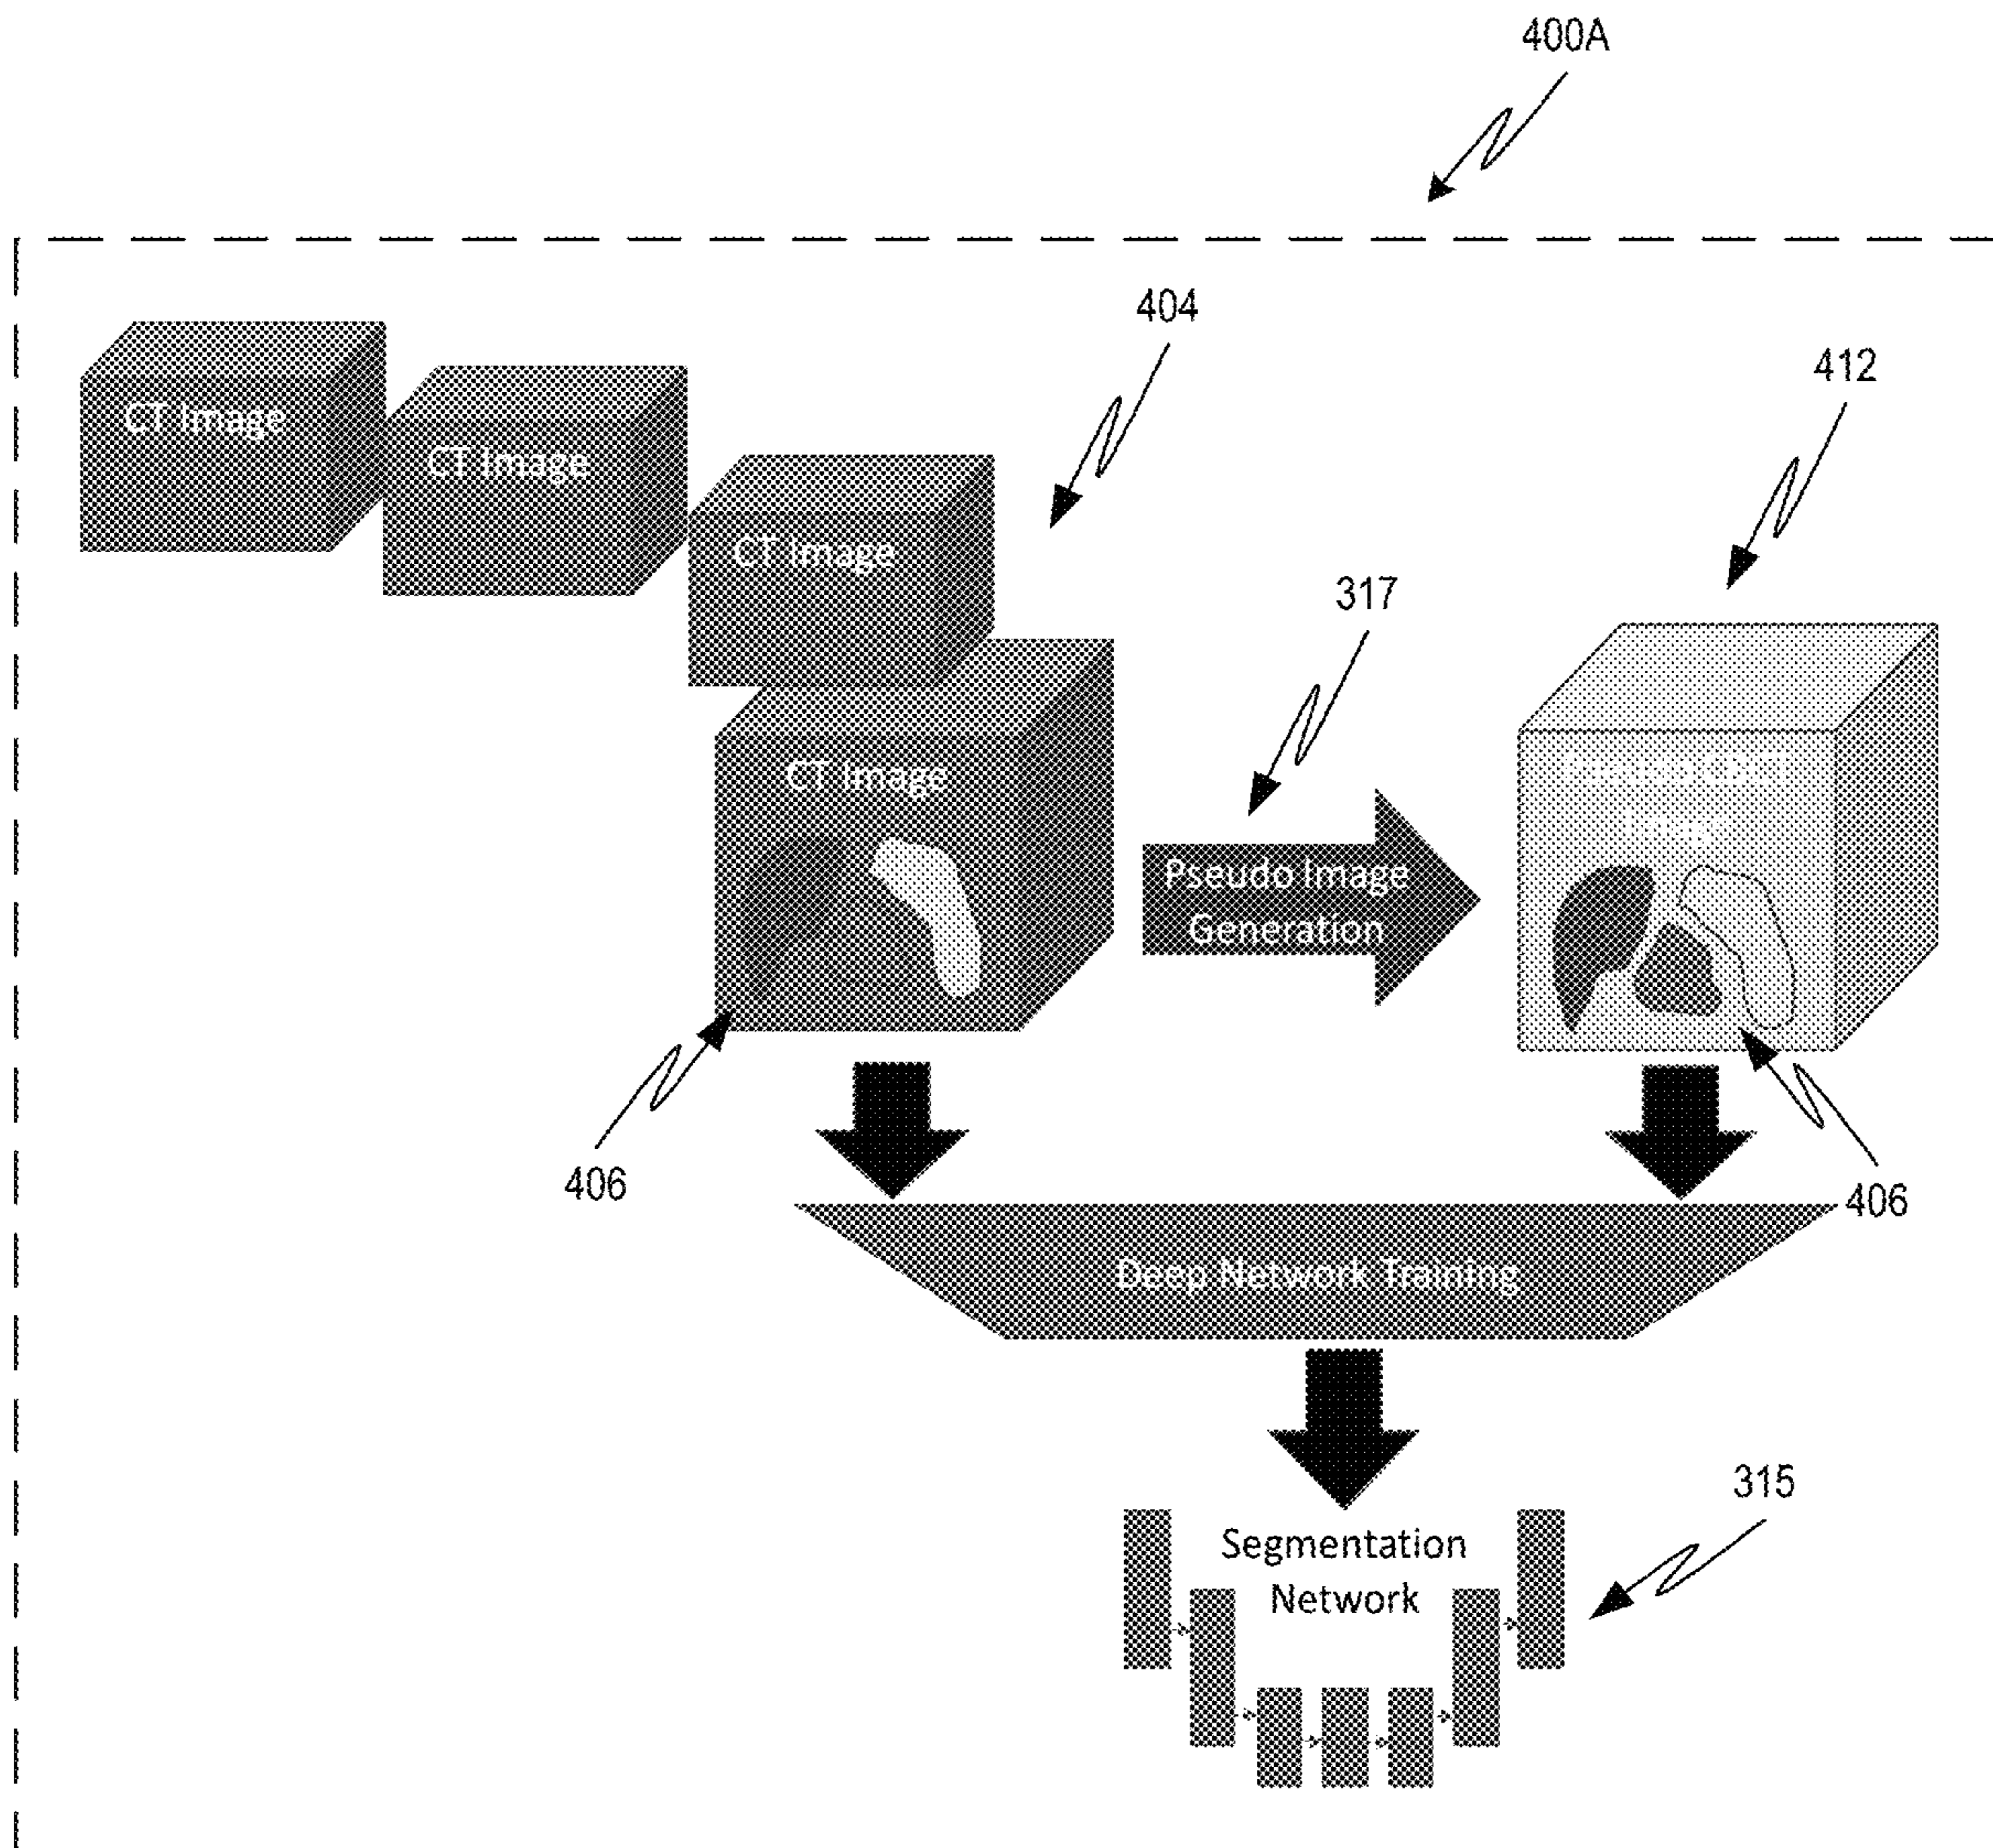 400A
404
412
CT Image
CT Image
CT Image
317
CT Image
Image
Pseudo Image
Generation
406
406
Deep Network Training
315
Segmentation
Network